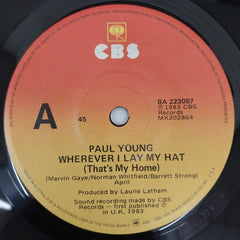 CBS
BA 223087
℗ 1983 CBS
Records
MX202864
A
45
PAUL YOUNG
WHEREVER I LAY MY HAT
(That's My Home)
(Marvin Gaye/Norman Whitfield/Barrett Strong)
April
Produced by Laurie Latham
Sound recording made by CBS
Records — first published ℗
in U.K. 1983